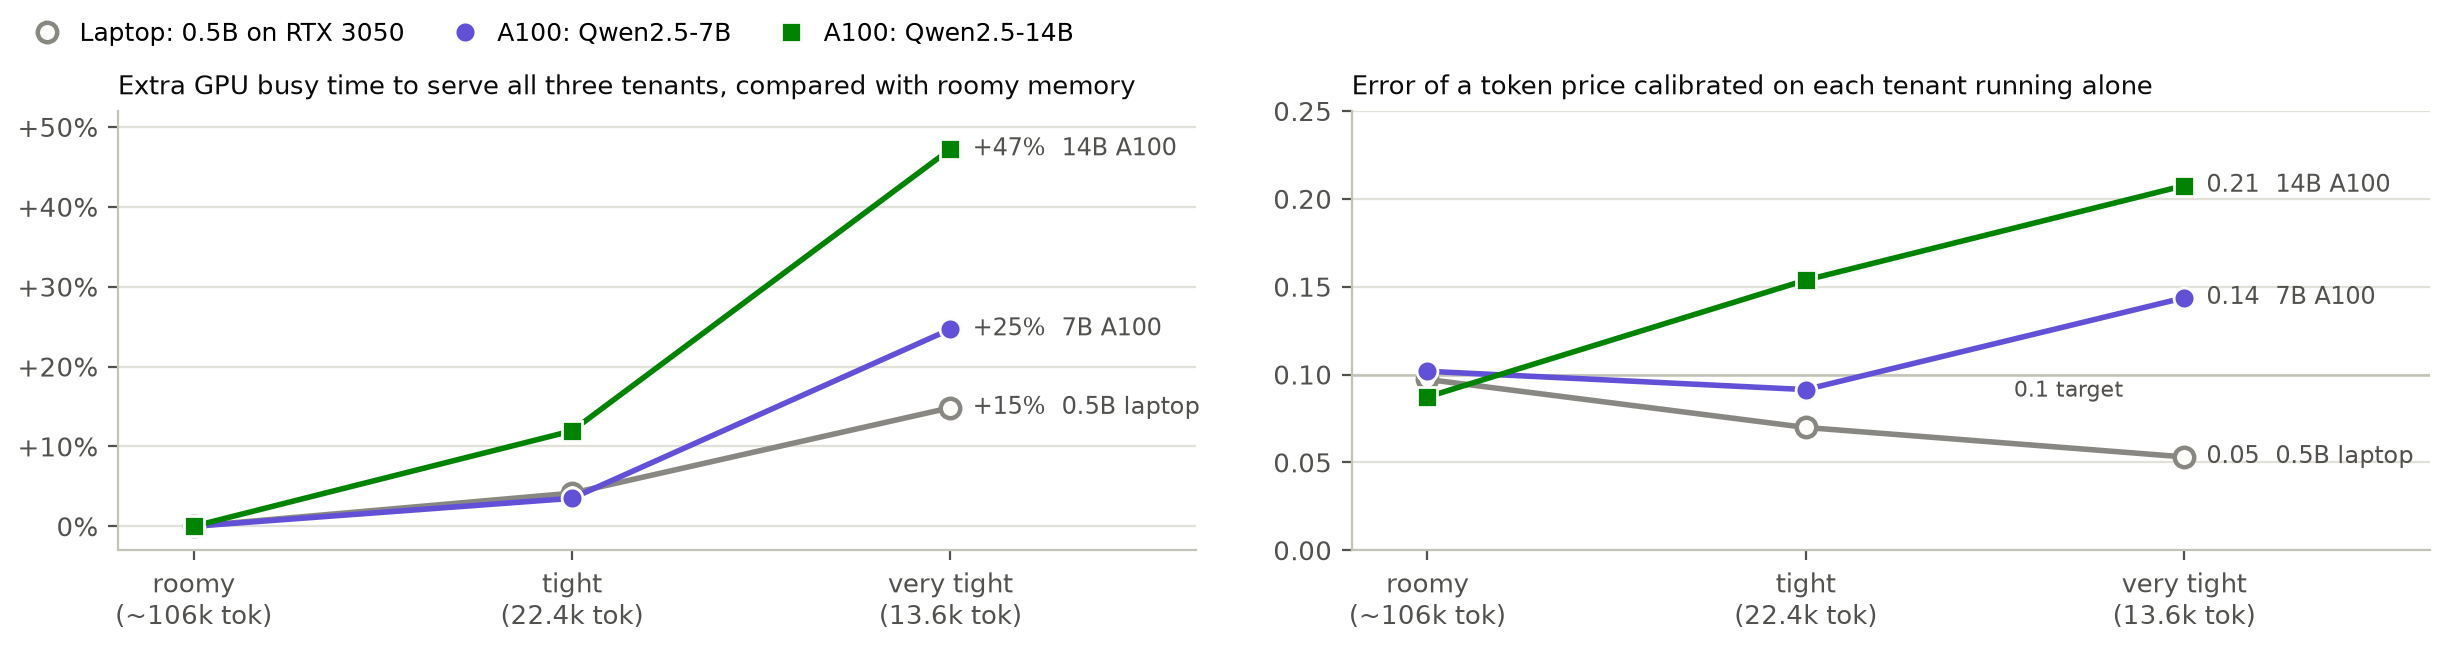 Laptop: 0.5B on RTX 3050 A100: Qwen2.5-7B A100: Qwen2.5-14B
Extra GPU busy time to serve all three tenants, compared with roomy memory
+50%
+40%
+30%
+20%
+10%
0%
+47% 14B A100
+25% 7B A100
+15% 0.5B laptop
roomy tight very tight
(~106k tok) (22.4k tok) (13.6k tok)
Error of a token price calibrated on each tenant running alone
0.25
0.20
0.15
0.10
0.05
0.00
0.21 14B A100
0.14 7B A100
0.1 target
0.05 0.5B laptop
roomy tight very tight
(~106k tok) (22.4k tok) (13.6k tok)